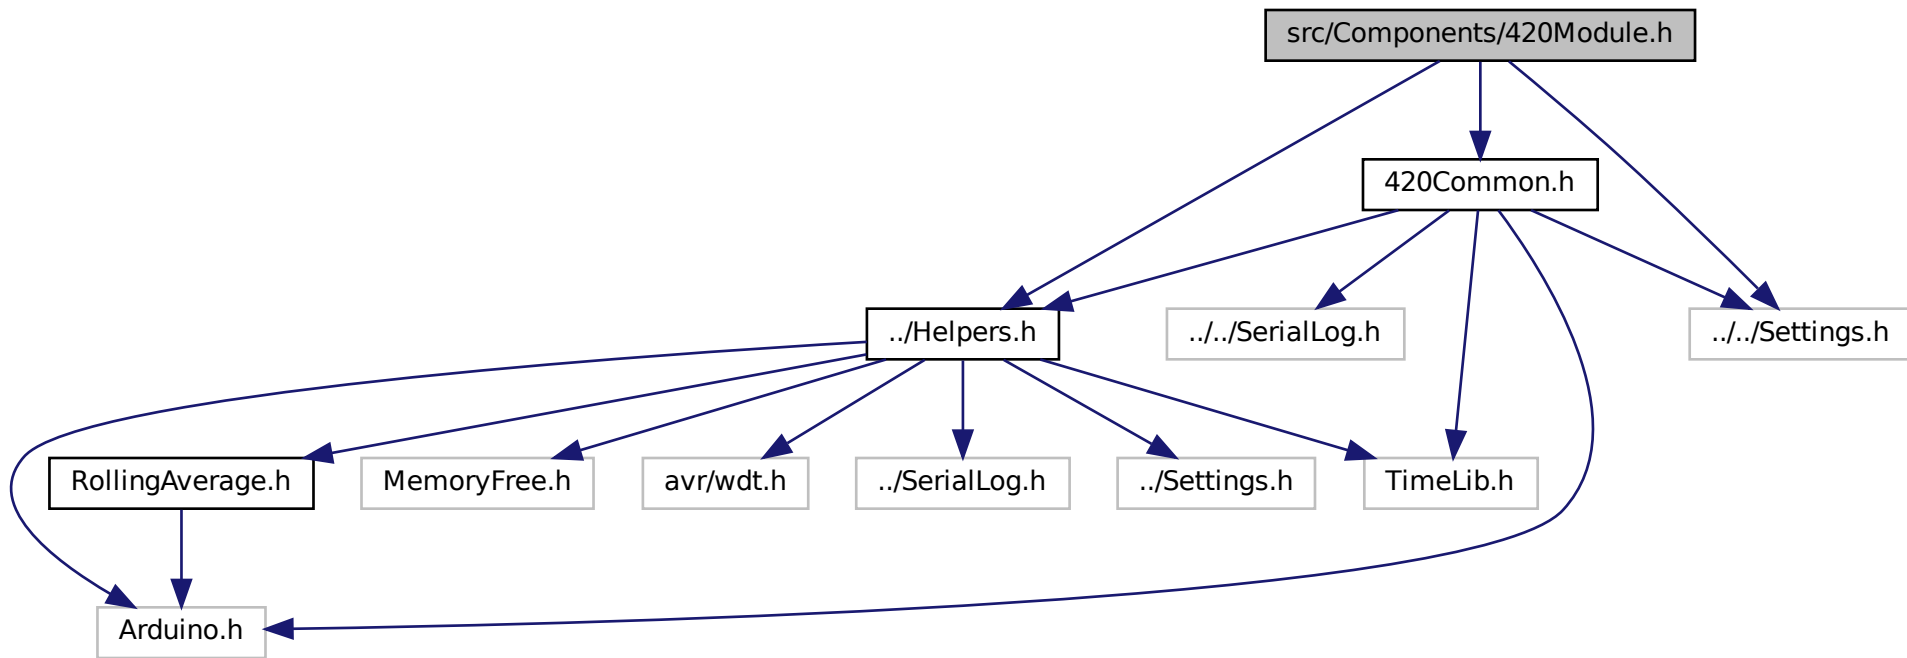 src/Components/420Module.h
420Common.h
../Helpers.h
../../SerialLog.h
../../Settings.h
RollingAverage.h
MemoryFree.h
avr/wdt.h
../SerialLog.h
../Settings.h
TimeLib.h
Arduino.h